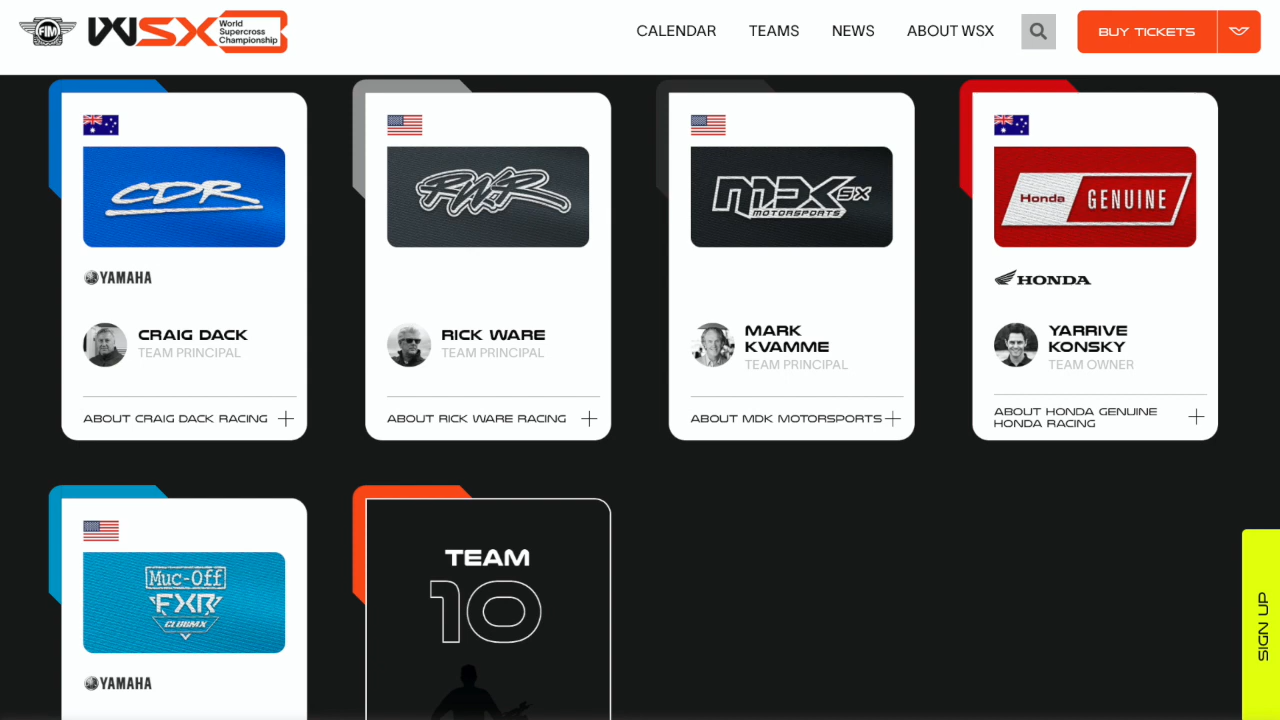 FIM
WSX
World
Supercross
Championship
CALENDAR
TEAMS
NEWS
ABOUT WSX
BUY TICKETS
CDR
YAMAHA
CRAIG DACK
TEAM PRINCIPAL
ABOUT CRAIG DACK RACING
RWR
RICK WARE
TEAM PRINCIPAL
ABOUT RICK WARE RACING
MDK SX
MOTORSPORTS
MARK
KVAMME
TEAM PRINCIPAL
ABOUT MDK MOTORSPORTS
Honda GENUINE
HONDA
YARRIVE
KONSKY
TEAM OWNER
ABOUT HONDA GENUINE
HONDA RACING
Muc-Off
FXR
CLUBMX
YAMAHA
TEAM
10
SIGN UP